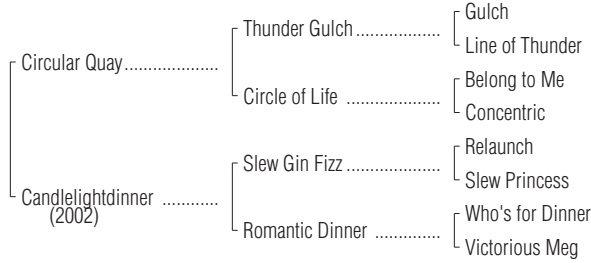 Gulch
Thunder Gulch..................
Line of Thunder
Circular Quay....................
Belong to Me
Circle of Life ....................
Concentric
Relaunch
Slew Gin Fizz ....................
Slew Princess
Candlelightdinner ............
(2002)
Who's for Dinner
Romantic Dinner ..............
Victorious Meg